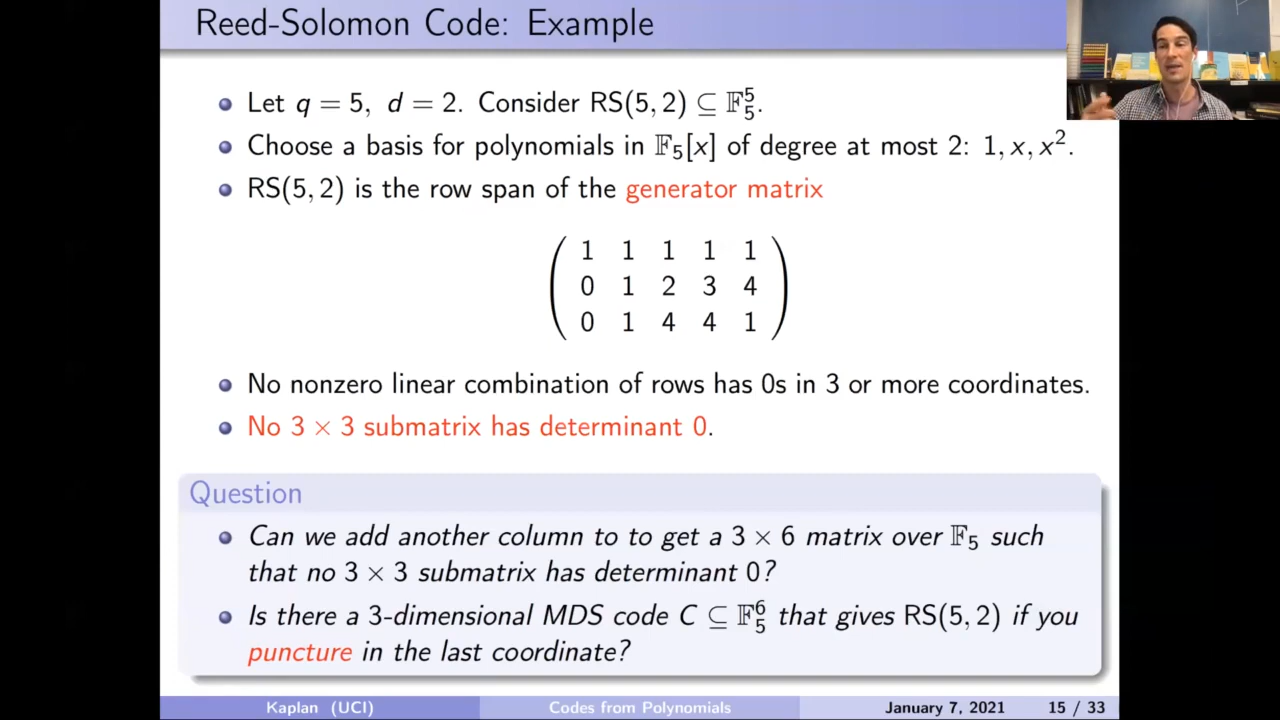 Reed-Solomon Code: Example
Let q = 5, d = 2. Consider RS(5, 2) ⊆ 𝔽₅⁵.
Choose a basis for polynomials in 𝔽₅[x] of degree at most 2: 1, x, x².
RS(5, 2) is the row span of the generator matrix
1 1 1 1 1
0 1 2 3 4
0 1 4 4 1
No nonzero linear combination of rows has 0s in 3 or more coordinates.
No 3 × 3 submatrix has determinant 0.
Question
Can we add another column to to get a 3 × 6 matrix over 𝔽₅ such
that no 3 × 3 submatrix has determinant 0?
Is there a 3-dimensional MDS code C ⊆ 𝔽₅⁶ that gives RS(5, 2) if you
puncture in the last coordinate?
Kaplan (UCI) Codes from Polynomials January 7, 2021 15 / 33